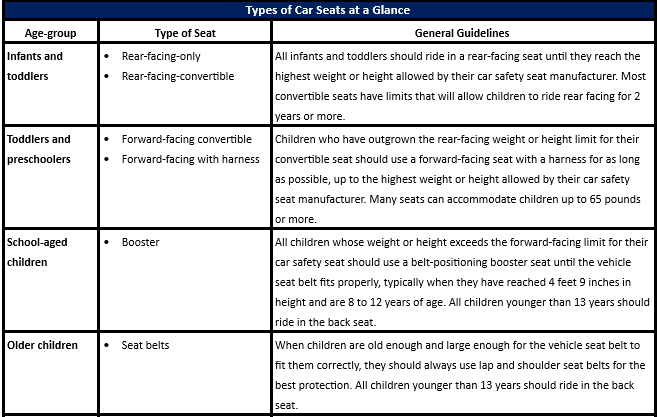 Types of Car Seats at a Glance
Age-group Type of Seat General Guidelines
Infants and
toddlers
• Rear-facing-only
• Rear-facing-convertible
All infants and toddlers should ride in a rear-facing seat until they reach the
highest weight or height allowed by their car safety seat manufacturer. Most
convertible seats have limits that will allow children to ride rear facing for 2
years or more.
Toddlers and
preschoolers
• Forward-facing convertible
• Forward-facing with harness
Children who have outgrown the rear-facing weight or height limit for their
convertible seat should use a forward-facing seat with a harness for as long
as possible, up to the highest weight or height allowed by their car safety
seat manufacturer. Many seats can accommodate children up to 65 pounds
or more.
School-aged
children
• Booster
All children whose weight or height exceeds the forward-facing limit for their
car safety seat should use a belt-positioning booster seat until the vehicle
seat belt fits properly, typically when they have reached 4 feet 9 inches in
height and are 8 to 12 years of age. All children younger than 13 years should
ride in the back seat.
Older children
• Seat belts
When children are old enough and large enough for the vehicle seat belt to
fit them correctly, they should always use lap and shoulder seat belts for the
best protection. All children younger than 13 years should ride in the back
seat.